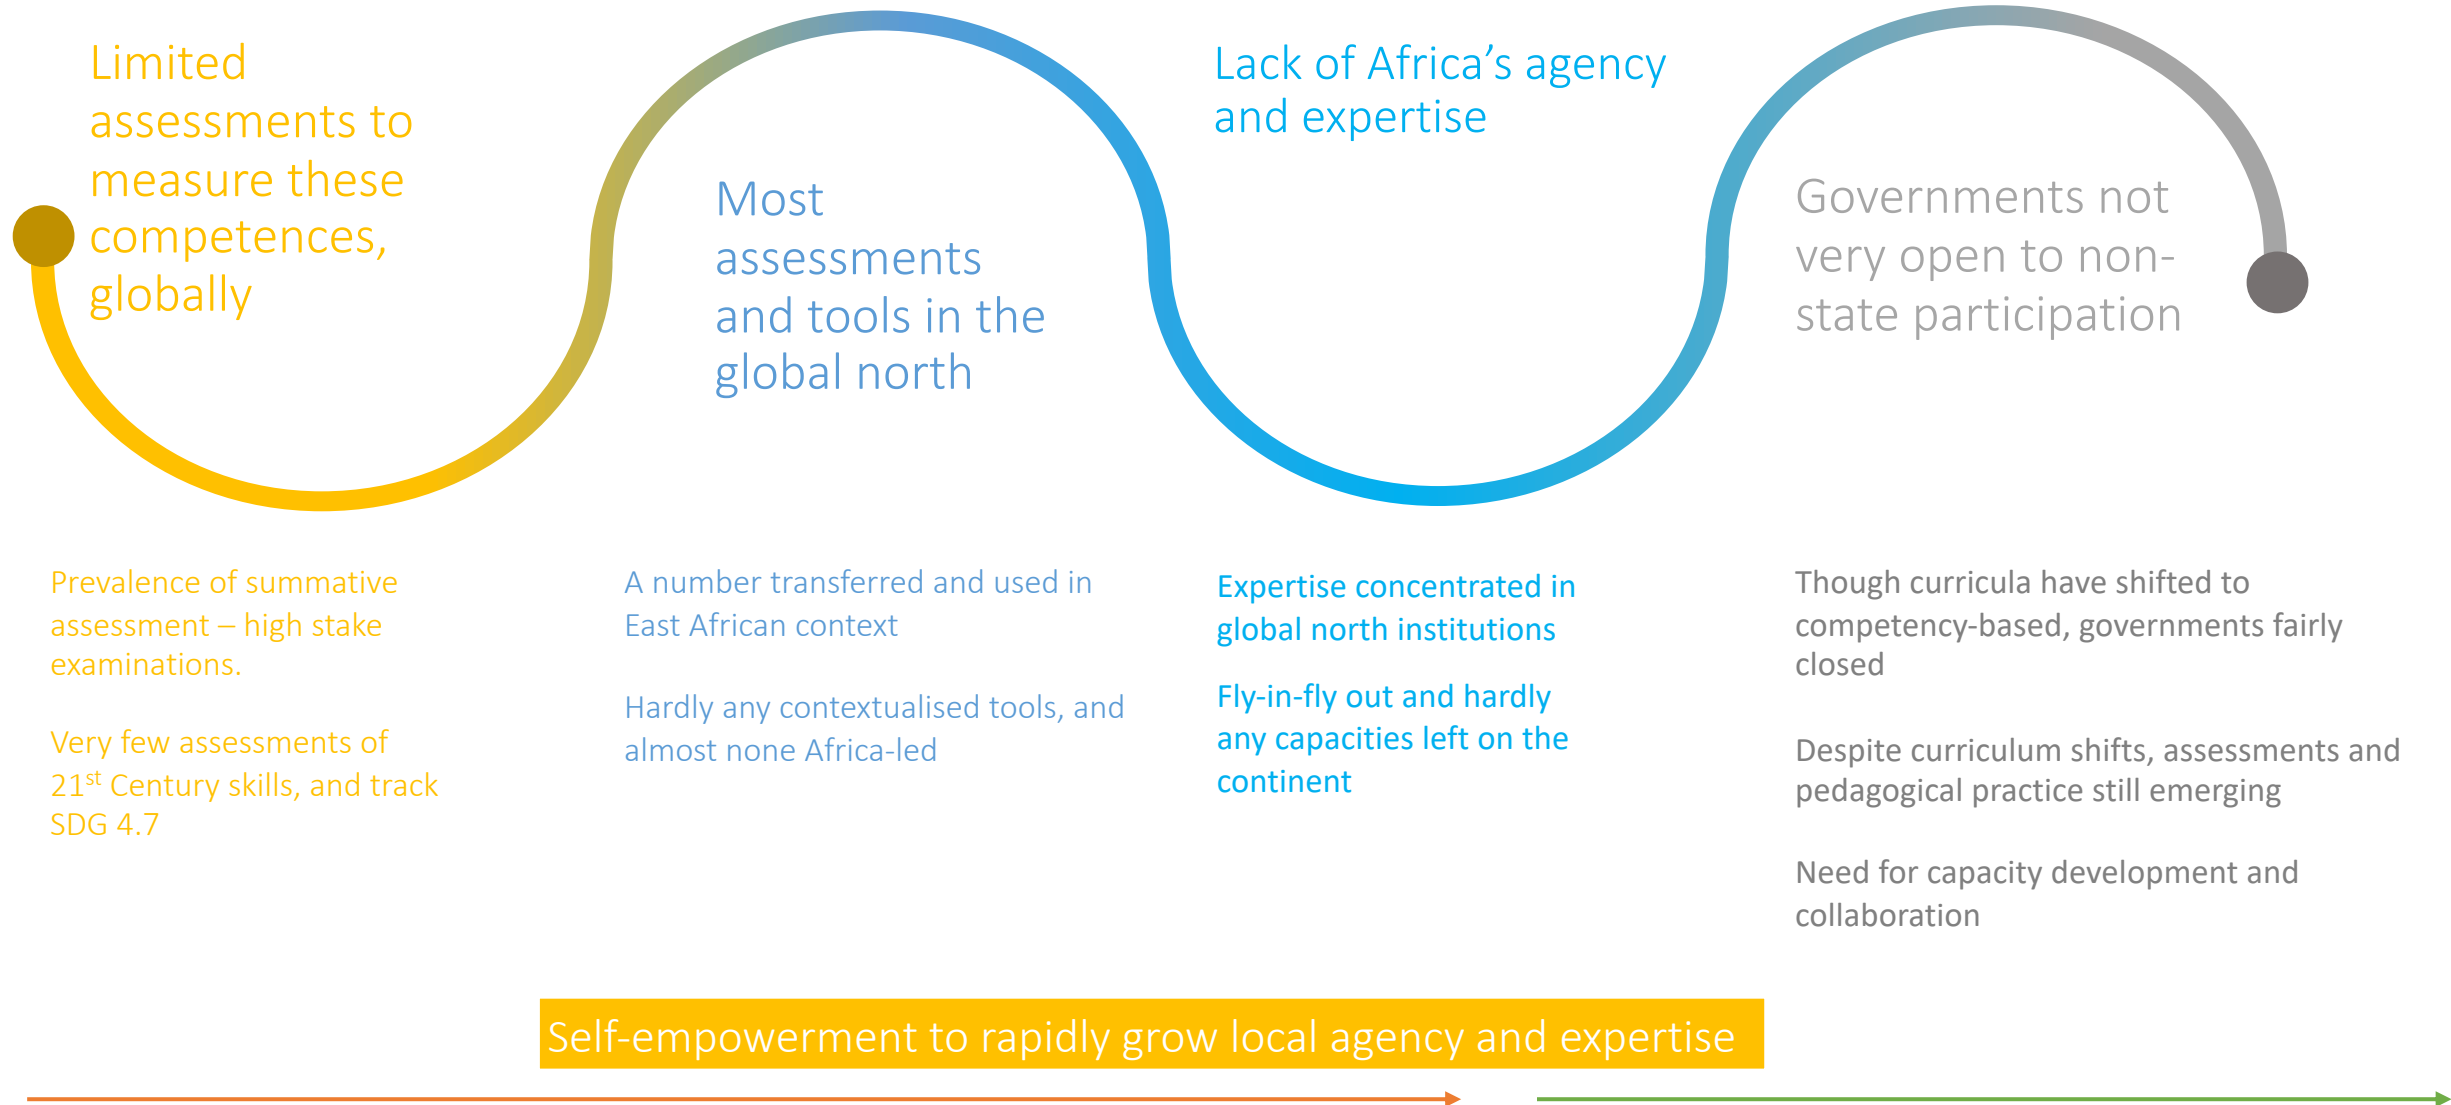 Limited
assessments to
measure these
competences,
globally
Most
assessments
and tools in the
global north
Lack of Africa’s agency
and expertise
Governments not
very open to non-
state participation
Prevalence of summative
assessment – high stake
examinations.
Very few assessments of
21st Century skills, and track
SDG 4.7
A number transferred and used in
East African context
Hardly any contextualised tools, and
almost none Africa-led
Expertise concentrated in
global north institutions
Fly-in-fly out and hardly
any capacities left on the
continent
Though curricula have shifted to
competency-based, governments fairly
closed
Despite curriculum shifts, assessments and
pedagogical practice still emerging
Need for capacity development and
collaboration
Self-empowerment to rapidly grow local agency and expertise